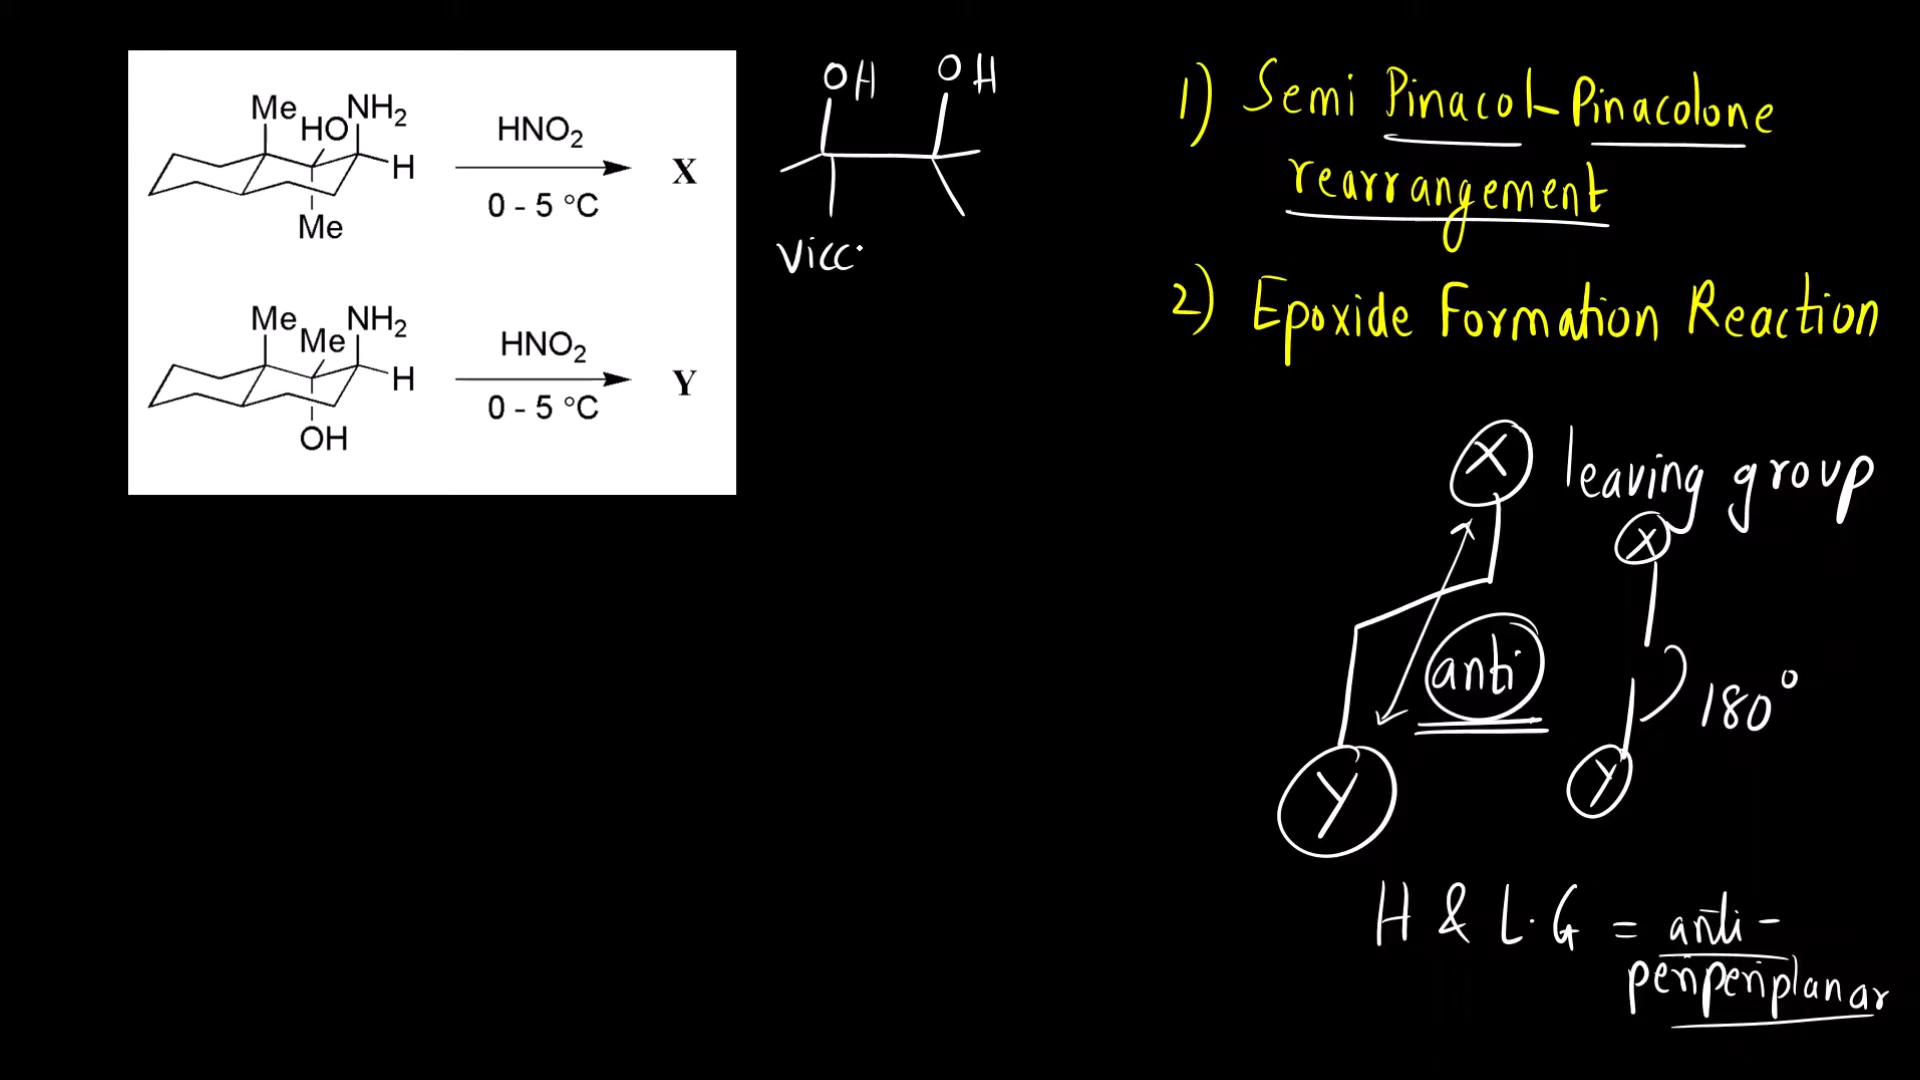 Me HO NH2
H
Me
HNO2
0 - 5 °C
X
Me Me NH2
H
OH
HNO2
0 - 5 °C
Y
OH OH
Vicc
1) Semi Pinacol-Pinacolone
rearrangement
2) Epoxide Formation Reaction
X leaving group
X
anti
180°
Y
Y
H & L.G = anti-
periperiplanar